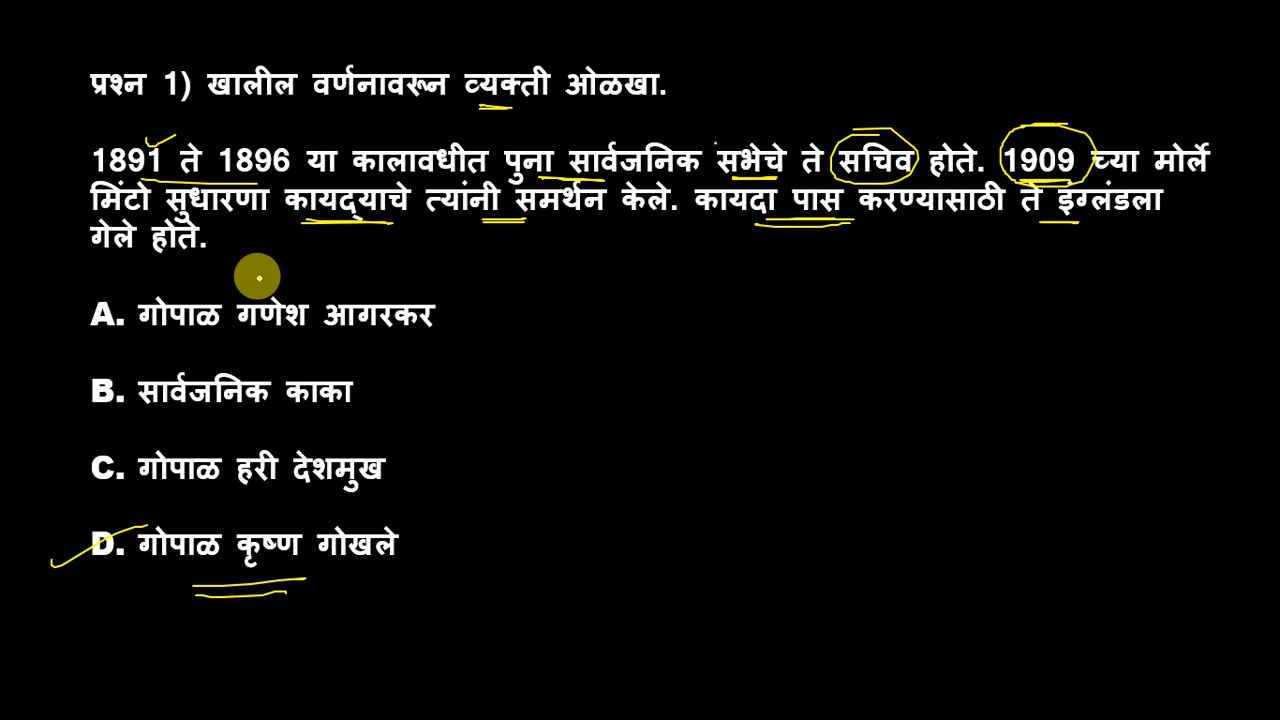 प्रश्न 1) खालील वर्णनावरून व्यक्ती ओळखा.
1891 ते 1896 या कालावधीत पुना सार्वजनिक सभेचे ते सचिव होते. 1909 च्या मोर्ले
मिंटो सुधारणा कायद्याचे त्यांनी समर्थन केले. कायदा पास करण्यासाठी ते इंग्लंडला
गेले होते.
A. गोपाळ गणेश आगरकर
B. सार्वजनिक काका
C. गोपाळ हरी देशमुख
D. गोपाळ कृष्ण गोखले